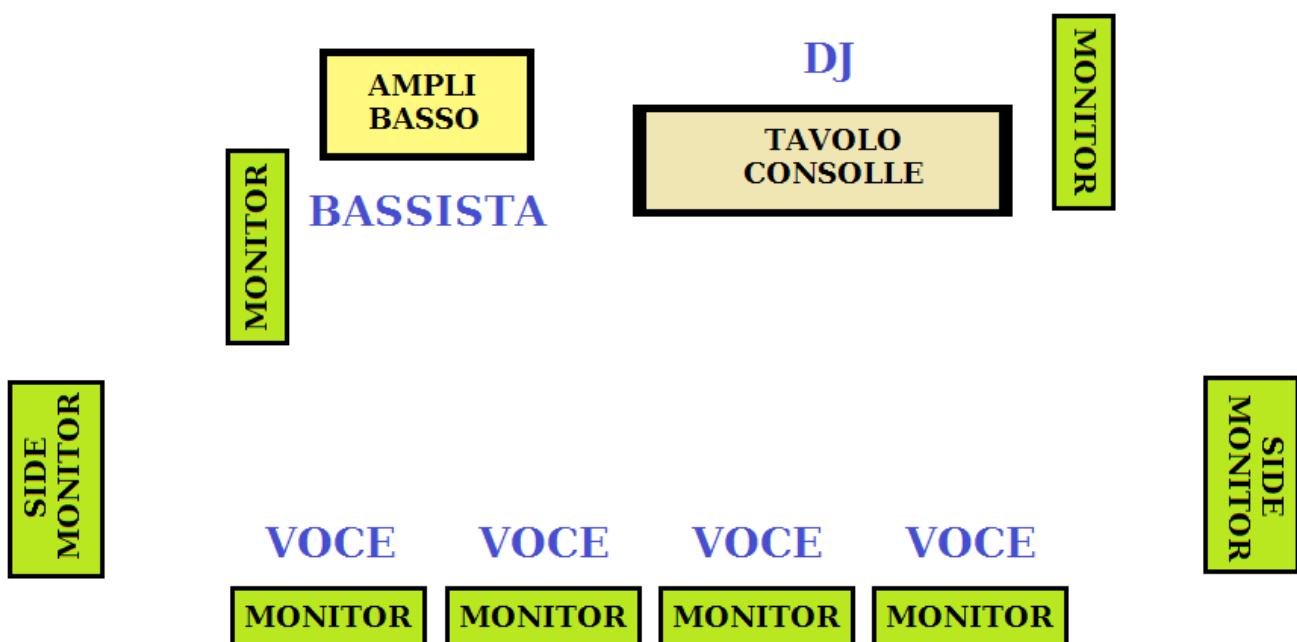 DJ
AMPLI
BASSO
TAVOLO
CONSOLLE
MONITOR
MONITOR
BASSISTA
SIDE
MONITOR
SIDE
MONITOR
VOCE
VOCE
VOCE
VOCE
MONITOR
MONITOR
MONITOR
MONITOR